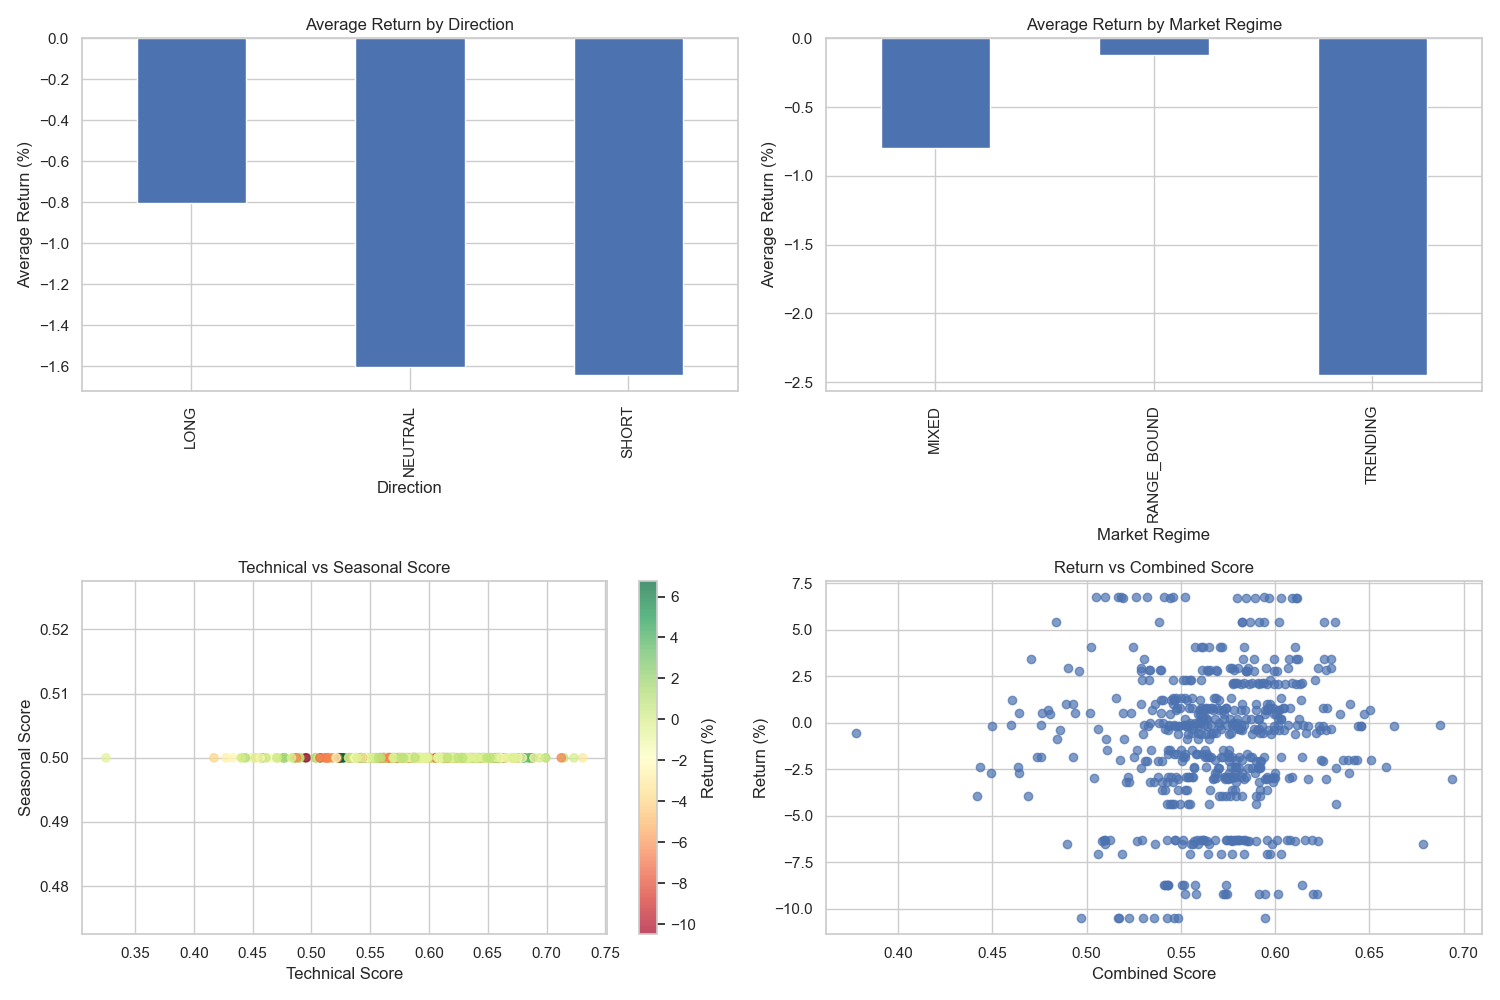 Average Return by Direction
0.0
−0.2
−0.4
−0.6
−0.8
−1.0
−1.2
−1.4
−1.6
Average Return (%)
LONG
NEUTRAL
SHORT
Direction
Average Return by Market Regime
0.0
−0.5
−1.0
−1.5
−2.0
−2.5
Average Return (%)
MIXED
RANGE_BOUND
TRENDING
Market Regime
Technical vs Seasonal Score
0.52
0.51
0.50
0.49
0.48
Seasonal Score
0.35 0.40 0.45 0.50 0.55 0.60 0.65 0.70 0.75
Technical Score
6
4
2
0
−2
−4
−6
−8
−10
Return (%)
Return vs Combined Score
7.5
5.0
2.5
0.0
−2.5
−5.0
−7.5
−10.0
Return (%)
0.40 0.45 0.50 0.55 0.60 0.65 0.70
Combined Score